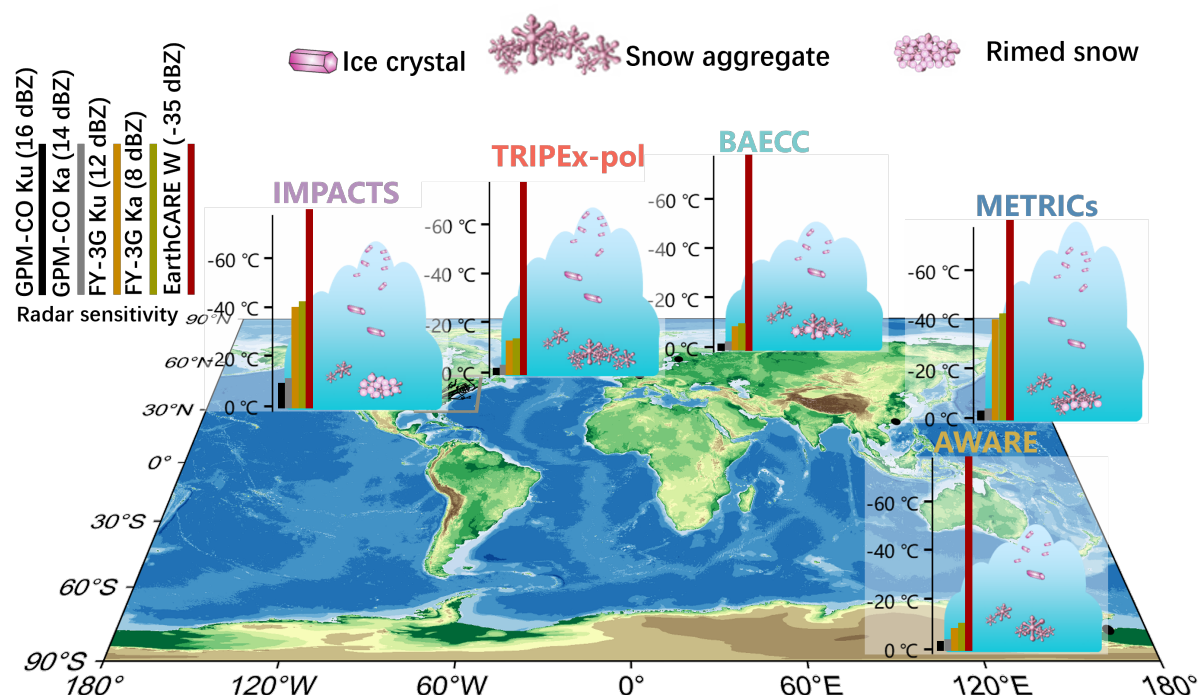 Ice crystal
Snow aggregate
Rimed snow
GPM-CO Ku (16 dBZ)
GPM-CO Ka (14 dBZ)
FY-3G Ku (12 dBZ)
FY-3G Ka (8 dBZ)
EarthCARE W (-35 dBZ)
Radar sensitivity
IMPACTS
-60 ℃
-40 ℃
-20 ℃
0 ℃
TRIPEx-pol
-60 ℃
-40 ℃
-20 ℃
0 ℃
BAECC
-60 ℃
-40 ℃
-20 ℃
0 ℃
METRICs
-60 ℃
-40 ℃
-20 ℃
0 ℃
AWARE
-60 ℃
-40 ℃
-20 ℃
0 ℃
90°N
60°N
30°N
0°
30°S
60°S
90°S
180° 120°W 60°W 0° 60°E 120°E 180°